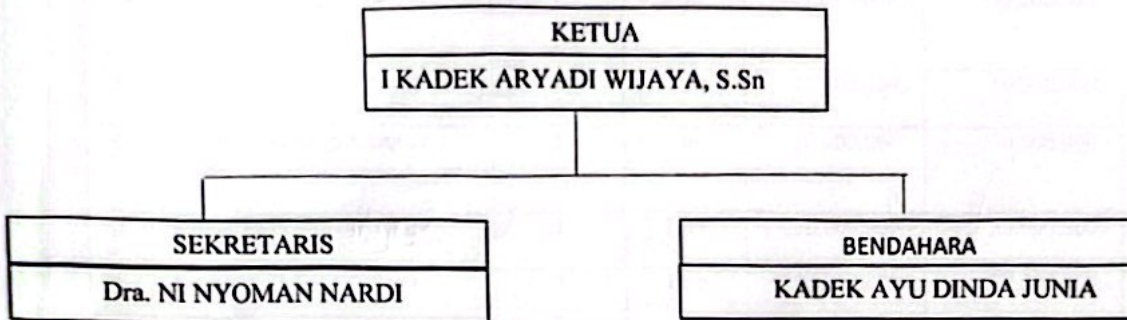 KETUA
I KADEK ARYADI WIJAYA, S.Sn
SEKRETARIS
Dra. NI NYOMAN NARDI
BENDAHARA
KADEK AYU DINDA JUNIA